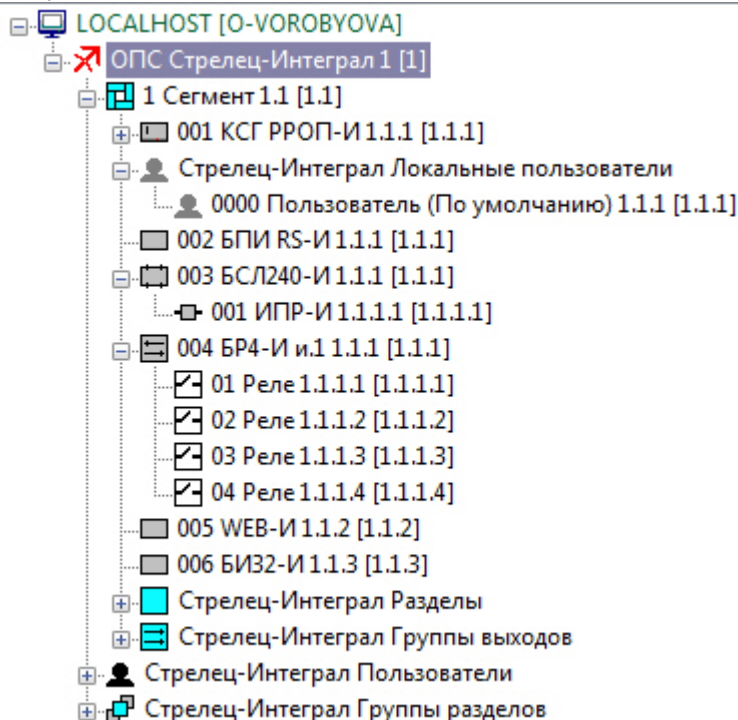 LOCALHOST [O-VOROBYOVA]
ОПС Стрелец-Интеграл 1 [1]
1 Сегмент 1.1 [1.1]
001 КСГ РРОП-И 1.1.1 [1.1.1]
Стрелец-Интеграл Локальные пользователи
0000 Пользователь (По умолчанию) 1.1.1 [1.1.1]
002 БПИ RS-И 1.1.1 [1.1.1]
003 БСЛ240-И 1.1.1 [1.1.1]
001 ИПР-И 1.1.1.1 [1.1.1.1]
004 БР4-И и.1 1.1.1 [1.1.1]
01 Реле 1.1.1.1 [1.1.1.1]
02 Реле 1.1.1.2 [1.1.1.2]
03 Реле 1.1.1.3 [1.1.1.3]
04 Реле 1.1.1.4 [1.1.1.4]
005 WEB-И 1.1.2 [1.1.2]
006 БИ32-И 1.1.3 [1.1.3]
Стрелец-Интеграл Разделы
Стрелец-Интеграл Группы выходов
Стрелец-Интеграл Пользователи
Стрелец-Интеграл Группы разделов